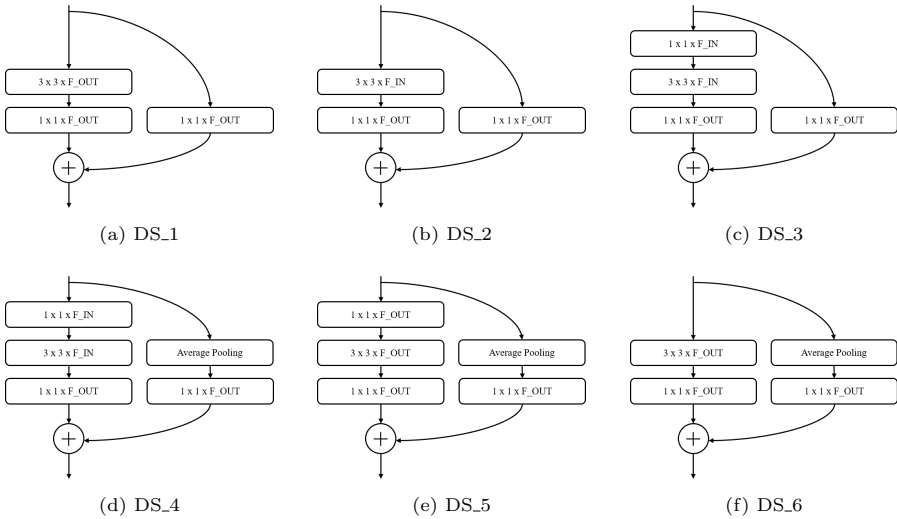 3 x 3 x F_OUT
1 x 1 x F_OUT
1 x 1 x F_OUT
(a) DS_1
3 x 3 x F_IN
1 x 1 x F_OUT
1 x 1 x F_OUT
(b) DS_2
1 x 1 x F_IN
3 x 3 x F_IN
1 x 1 x F_OUT
1 x 1 x F_OUT
(c) DS_3
1 x 1 x F_IN
3 x 3 x F_IN
Average Pooling
1 x 1 x F_OUT
1 x 1 x F_OUT
(d) DS_4
1 x 1 x F_OUT
3 x 3 x F_OUT
Average Pooling
1 x 1 x F_OUT
1 x 1 x F_OUT
(e) DS_5
3 x 3 x F_OUT
Average Pooling
1 x 1 x F_OUT
1 x 1 x F_OUT
(f) DS_6